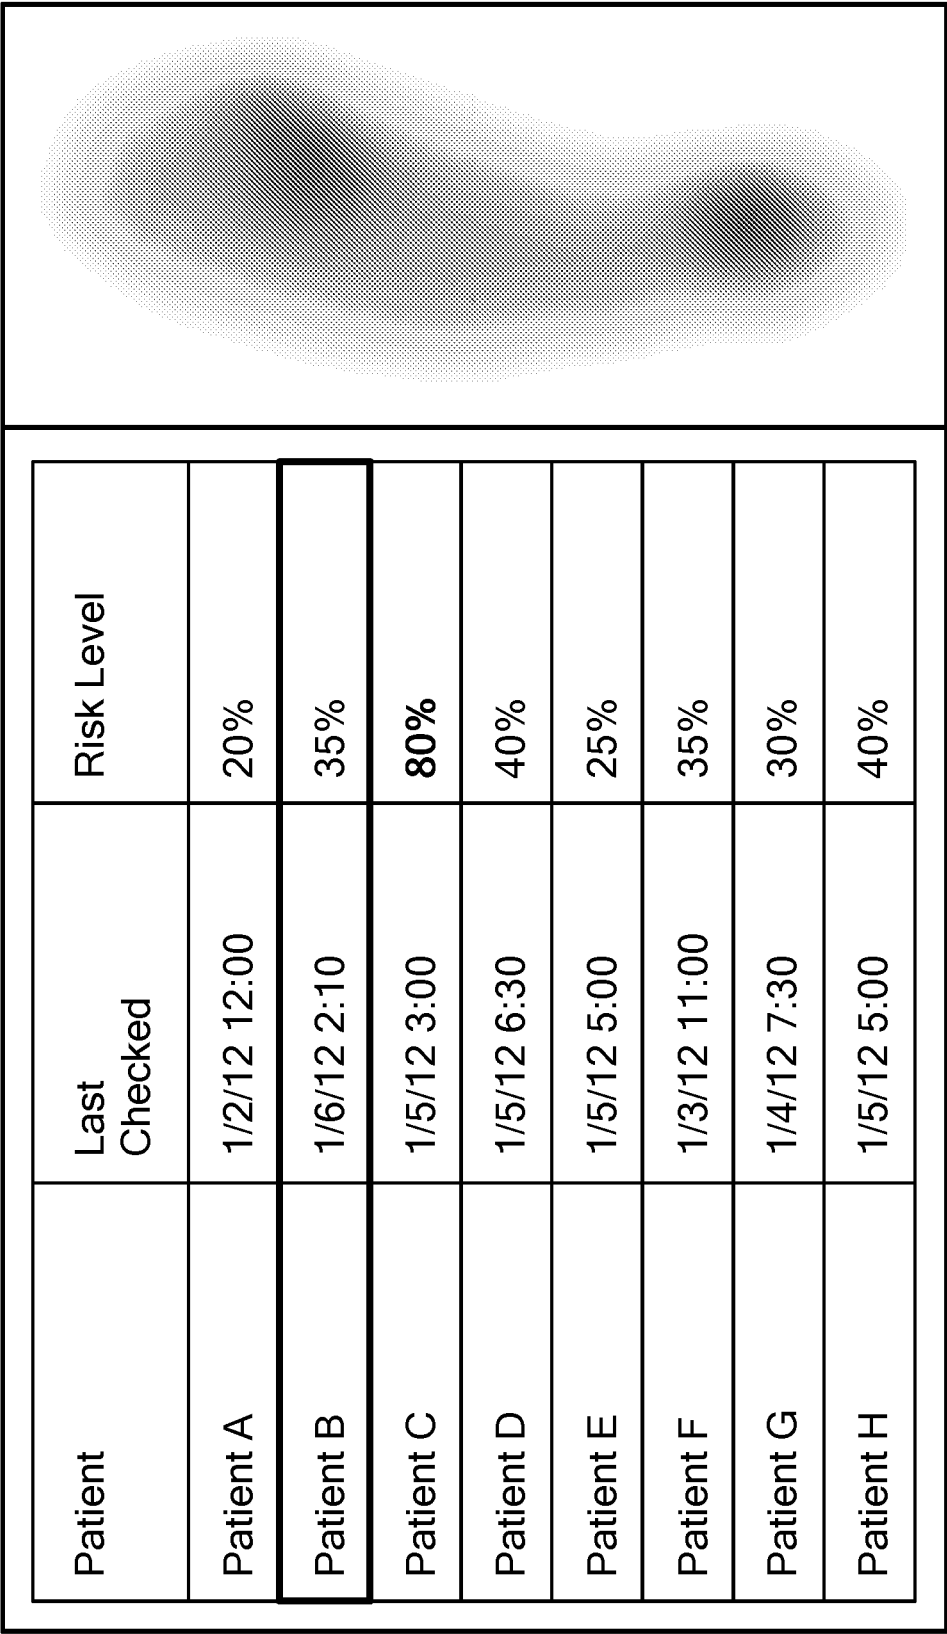 Patient Last Checked Risk Level
Patient A 1/2/12 12:00 20%
Patient B 1/6/12 2:10 35%
Patient C 1/5/12 3:00 80%
Patient D 1/5/12 6:30 40%
Patient E 1/5/12 5:00 25%
Patient F 1/3/12 11:00 35%
Patient G 1/4/12 7:30 30%
Patient H 1/5/12 5:00 40%